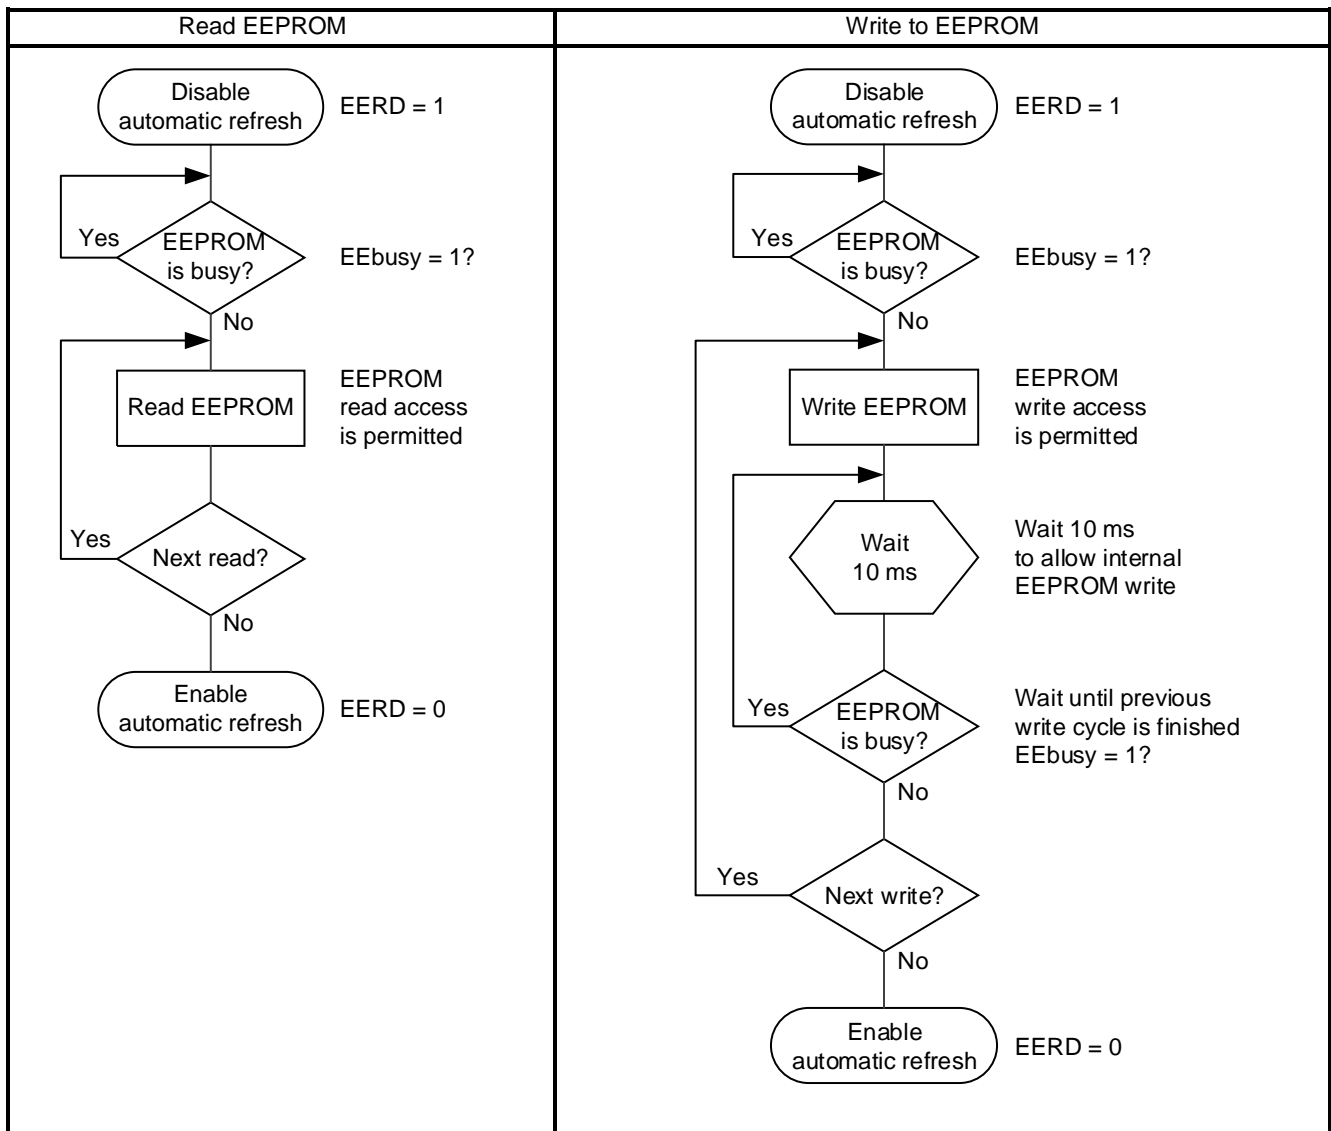 Read EEPROM
Disable
automatic refresh
EERD = 1
Yes
EEPROM
is busy?
EEbusy = 1?
No
Read EEPROM
EEPROM
read access
is permitted
Yes
Next read?
No
Enable
automatic refresh
EERD = 0
Write to EEPROM
Disable
automatic refresh
EERD = 1
Yes
EEPROM
is busy?
EEbusy = 1?
No
Write EEPROM
EEPROM
write access
is permitted
Wait
10 ms
Wait 10 ms
to allow internal
EEPROM write
Yes
EEPROM
is busy?
Wait until previous
write cycle is finished
EEbusy = 1?
No
Yes
Next write?
No
Enable
automatic refresh
EERD = 0